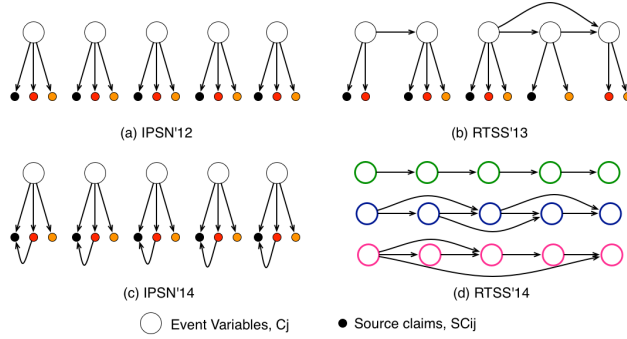 (a) IPSN'12
(b) RTSS'13
(c) IPSN'14
(d) RTSS'14
Event Variables, Cj
Source claims, SCij